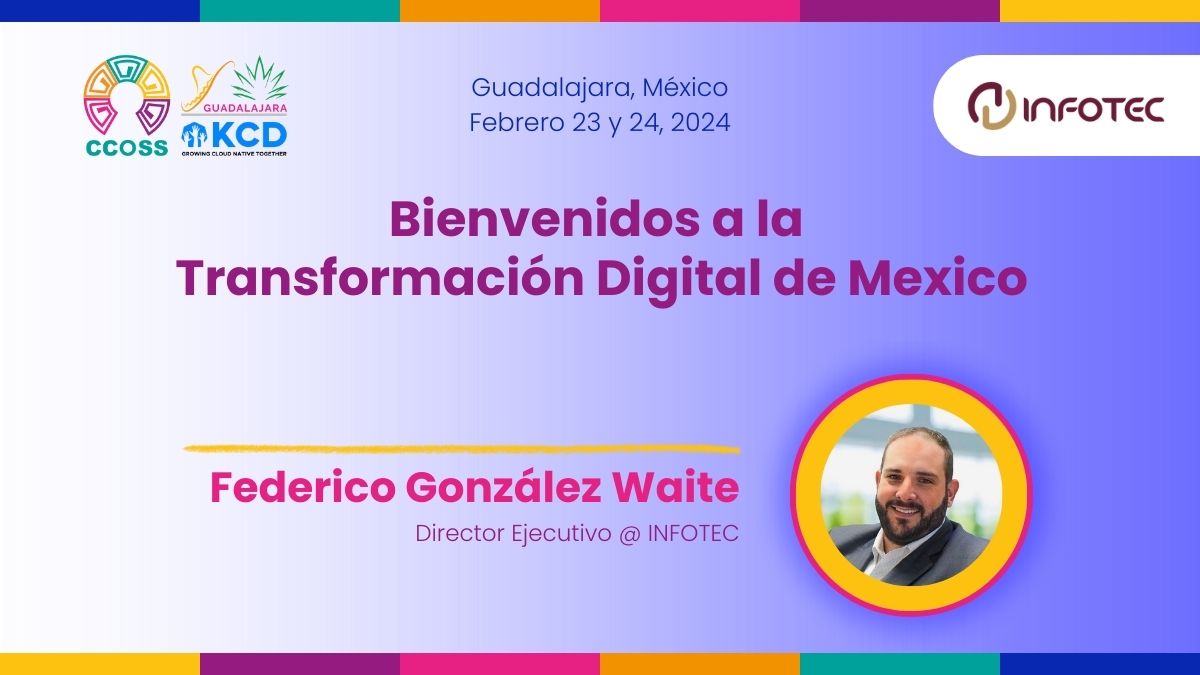 CCOSS
GUADALAJARA
KCD
GROWING CLOUD NATIVE TOGETHER
Guadalajara, México
Febrero 23 y 24, 2024
INFOTEC
Bienvenidos a la
Transformación Digital de Mexico
Federico González Waite
Director Ejecutivo @ INFOTEC